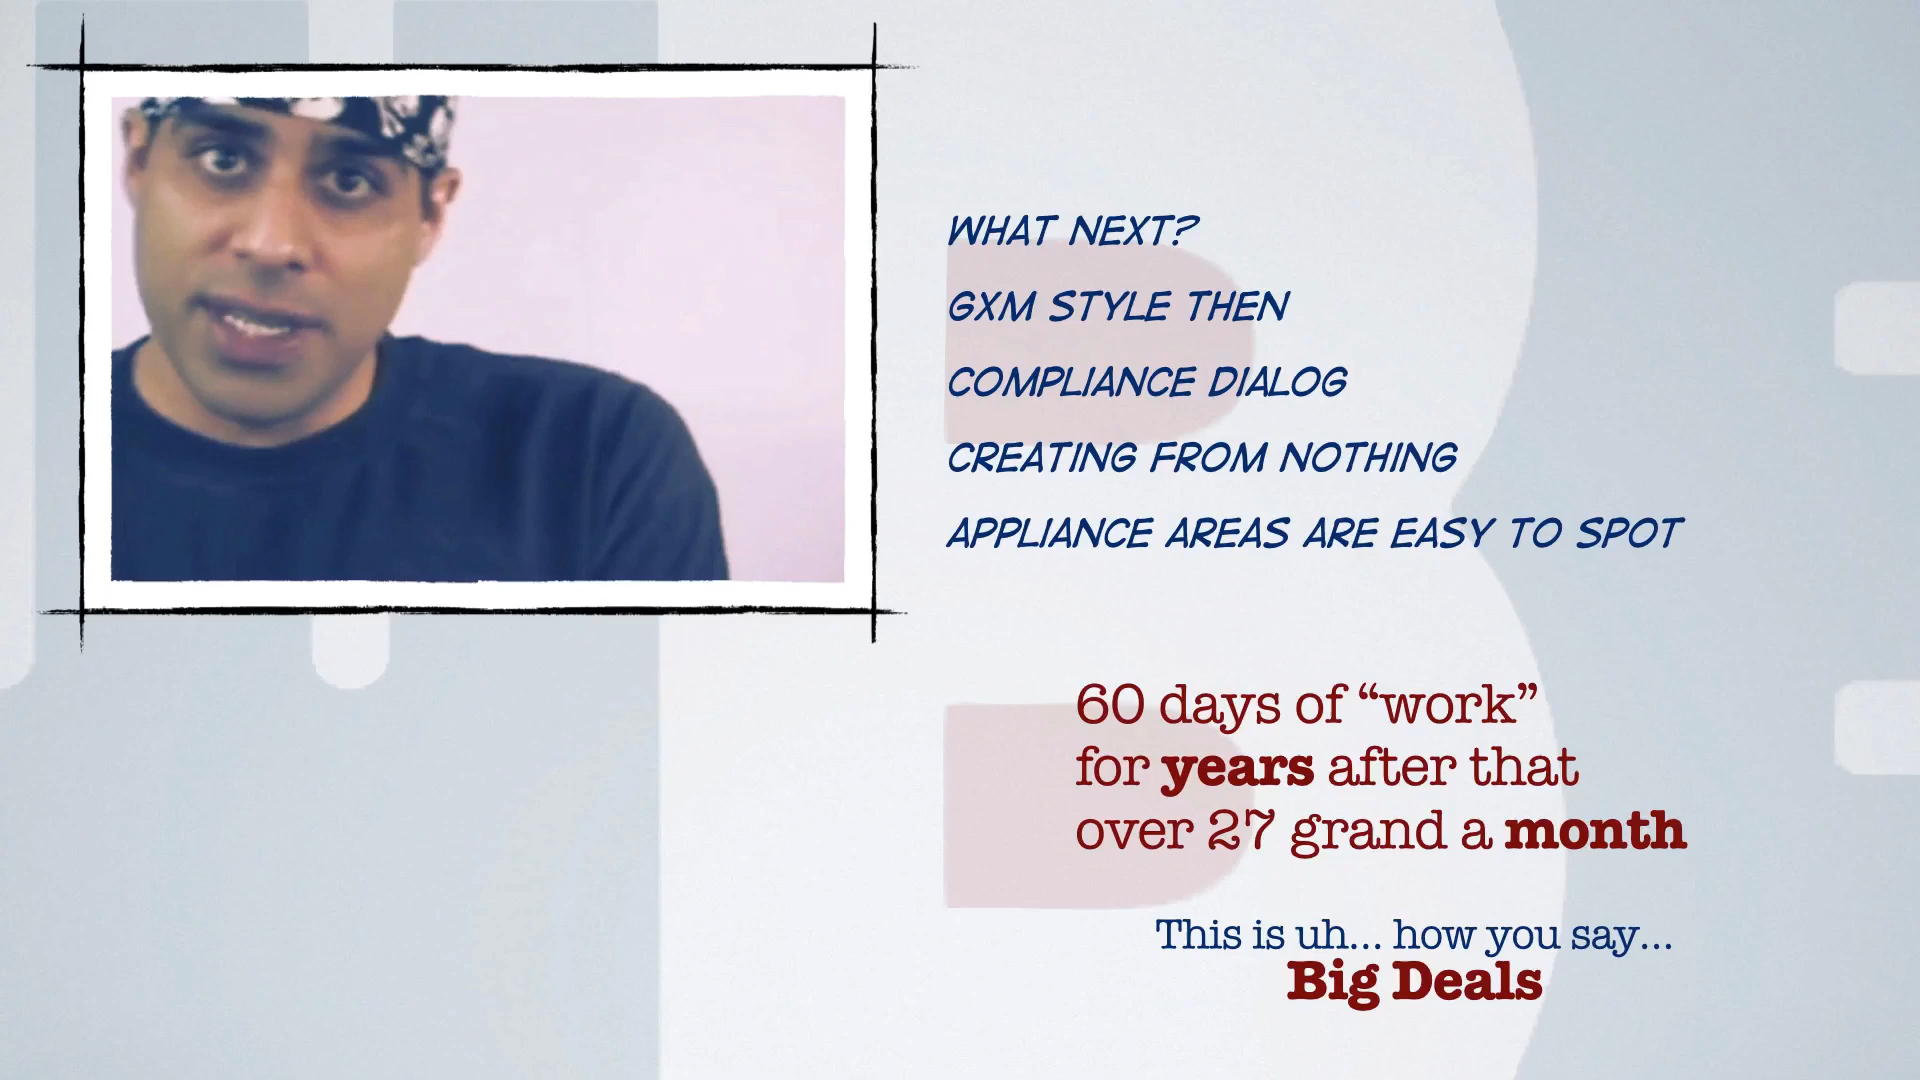 WHAT NEXT?
GXM STYLE THEN
COMPLIANCE DIALOG
CREATING FROM NOTHING
APPLIANCE AREAS ARE EASY TO SPOT
60 days of “work”
for years after that
over 27 grand a month
This is uh... how you say...
Big Deals